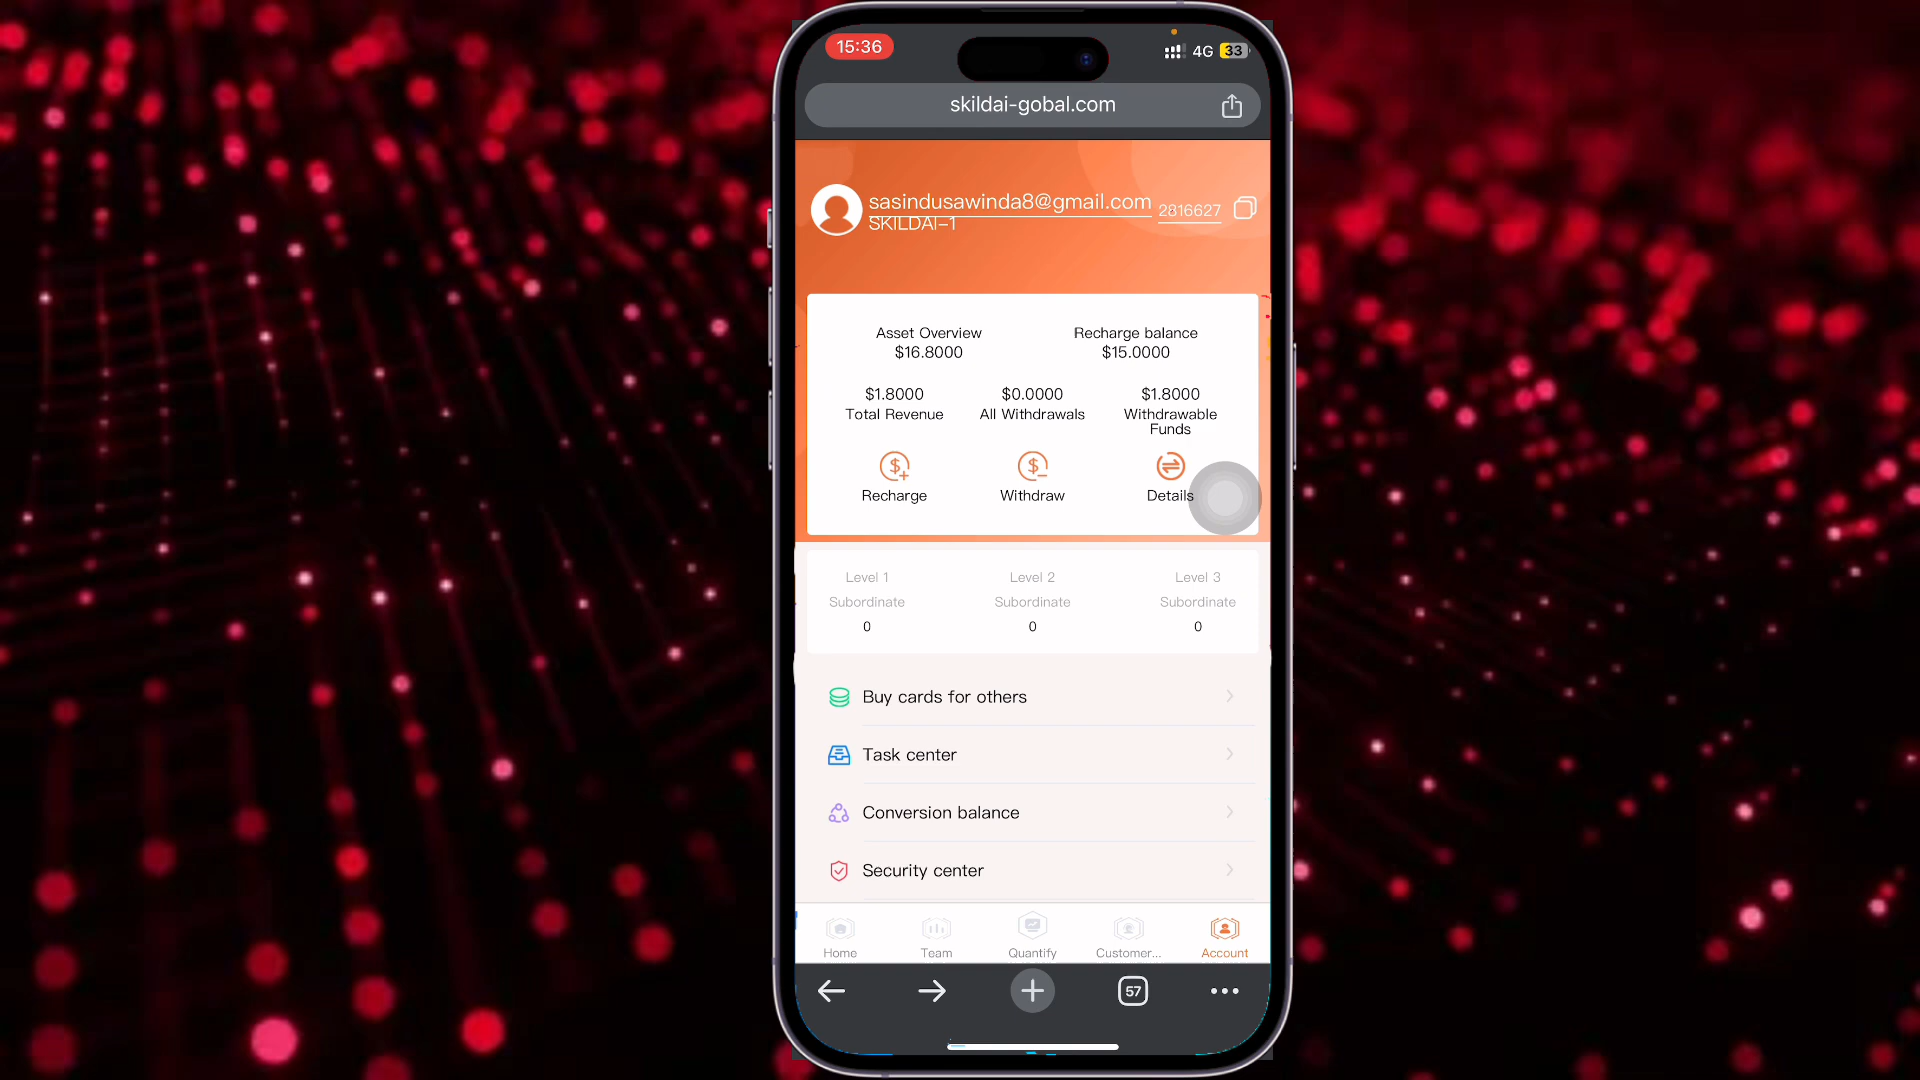 15:36
4G 33
skildai-gobal.com
sasindusawinda8@gmail.com 2816627
SKILDAI-1
Asset Overview Recharge balance
$16.8000 $15.0000
$1.8000 $0.0000 $1.8000
Total Revenue All Withdrawals Withdrawable
Funds
Recharge Withdraw Details
Level 1 Level 2 Level 3
Subordinate Subordinate Subordinate
0 0 0
Buy cards for others
Task center
Conversion balance
Security center
Home Team Quantify Customer... Account
57